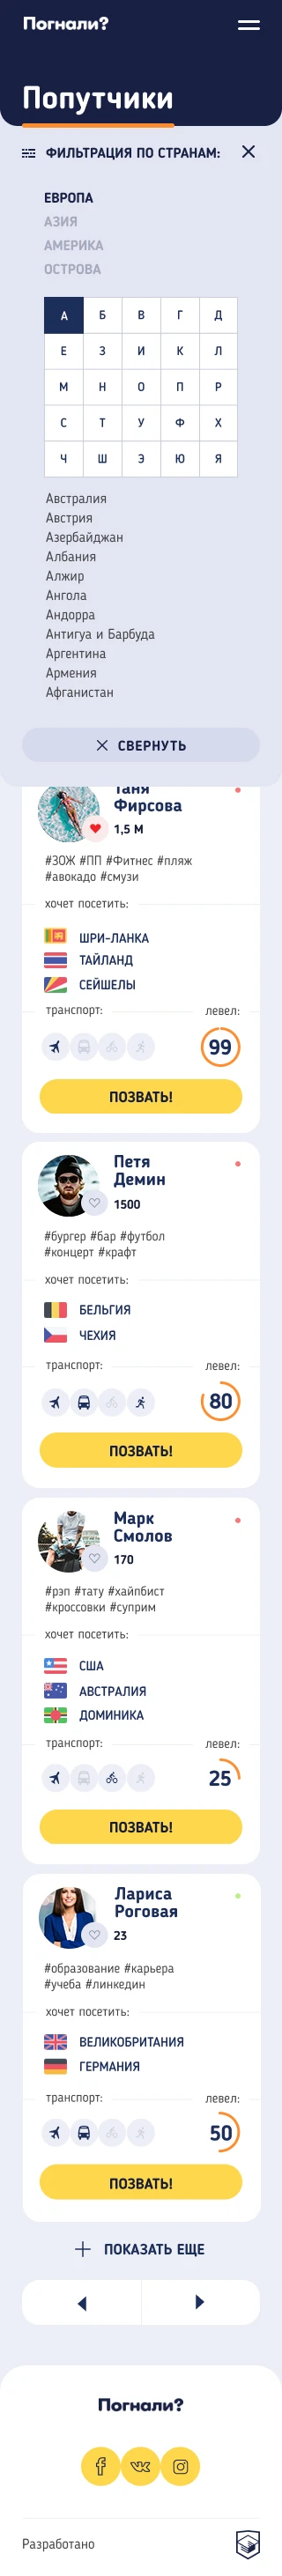 Погнали?
Попутчики
ФИЛЬТРАЦИЯ ПО СТРАНАМ:
ЕВРОПА
АЗИЯ
АМЕРИКА
ОСТРОВА
А Б В Г Д
Е З И К Л
М Н О П Р
С Т У Ф Х
Ч Ш Э Ю Я
Австралия
Австрия
Азербайджан
Албания
Алжир
Ангола
Андорра
Антигуа и Барбуда
Аргентина
Армения
Афганистан
СВЕРНУТЬ
Таня
Фирсова
1,5 М
#ЗОЖ #ПП #Фитнес #пляж
#авокадо #смузи
хочет посетить:
ШРИ-ЛАНКА
ТАЙЛАНД
СЕЙШЕЛЫ
транспорт: левел:
99
ПОЗВАТЬ!
Петя
Демин
1500
#бургер #бар #футбол
#концерт #крафт
хочет посетить:
БЕЛЬГИЯ
ЧЕХИЯ
транспорт: левел:
80
ПОЗВАТЬ!
Марк
Смолов
170
#рэп #тату #хайпбист
#кроссовки #суприм
хочет посетить:
США
АВСТРАЛИЯ
ДОМИНИКА
транспорт: левел:
25
ПОЗВАТЬ!
Лариса
Роговая
23
#образование #карьера
#учеба #линкедин
хочет посетить:
ВЕЛИКОБРИТАНИЯ
ГЕРМАНИЯ
транспорт: левел:
50
ПОЗВАТЬ!
ПОКАЗАТЬ ЕЩЕ
Погнали?
Разработано